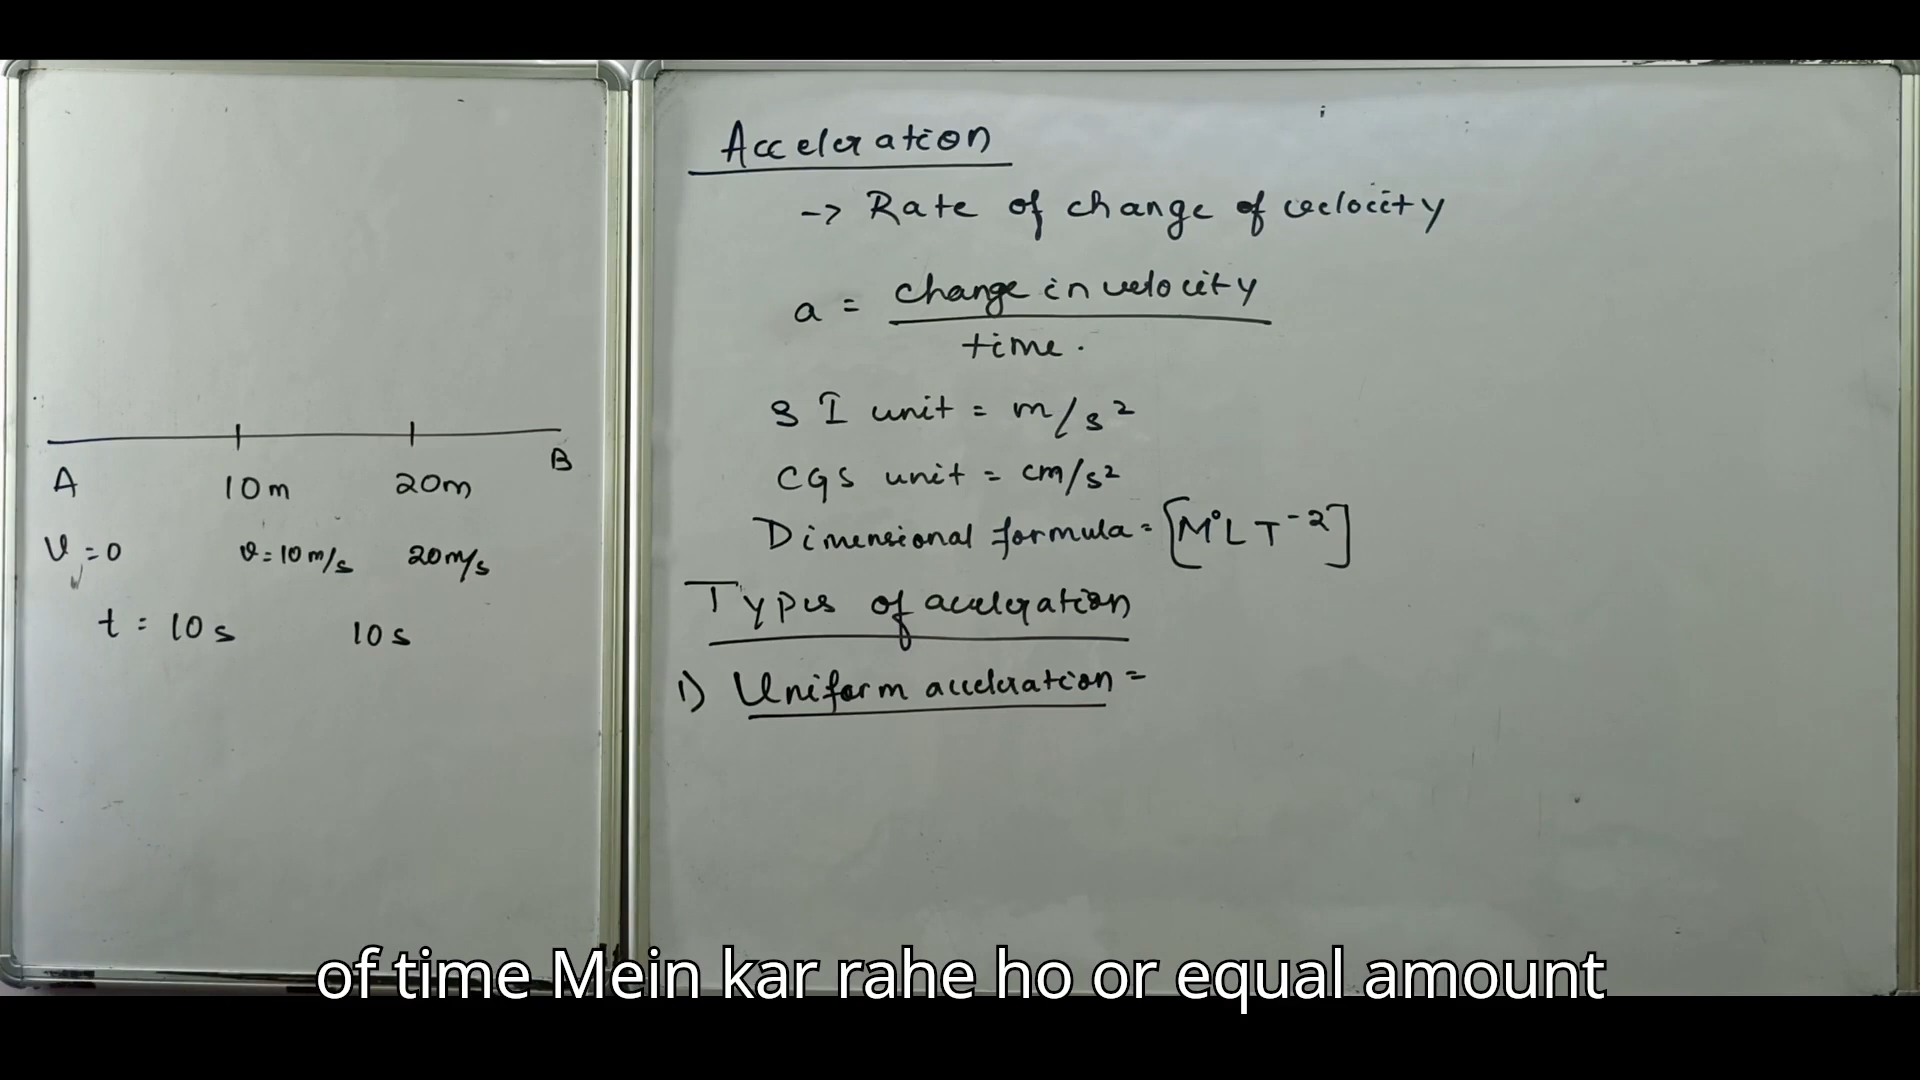 A 10m 20m B
v=0 v=10m/s 20m/s
t = 10s 10s
Acceleration
-> Rate of change of velocity
a = change in velocity
time.
SI unit = m/s²
CGS unit = cm/s²
Dimensional formula = [M⁰LT⁻²]
Types of acceleration
1) Uniform acceleration =
of time Mein kar rahe ho or equal amount